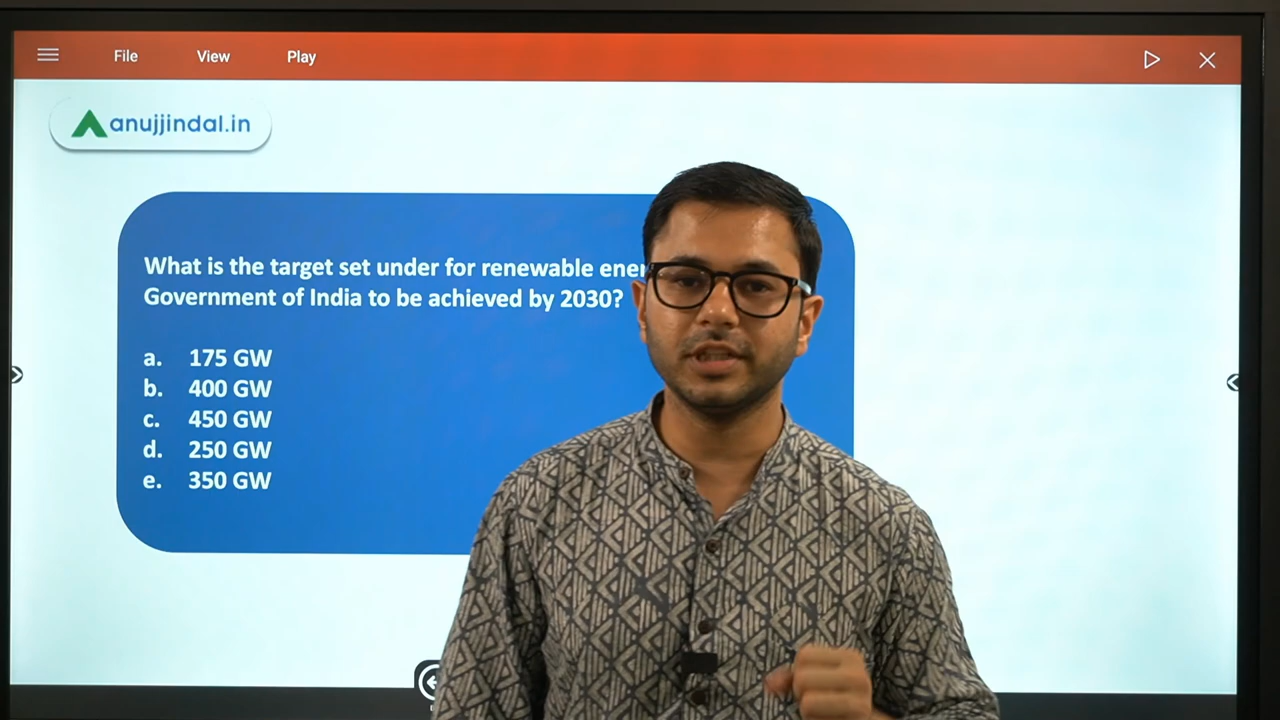 File View Play
anujjindal.in
What is the target set under for renewable
Government of India to be achieved by 2030?
a. 175 GW
b. 400 GW
c. 450 GW
d. 250 GW
e. 350 GW